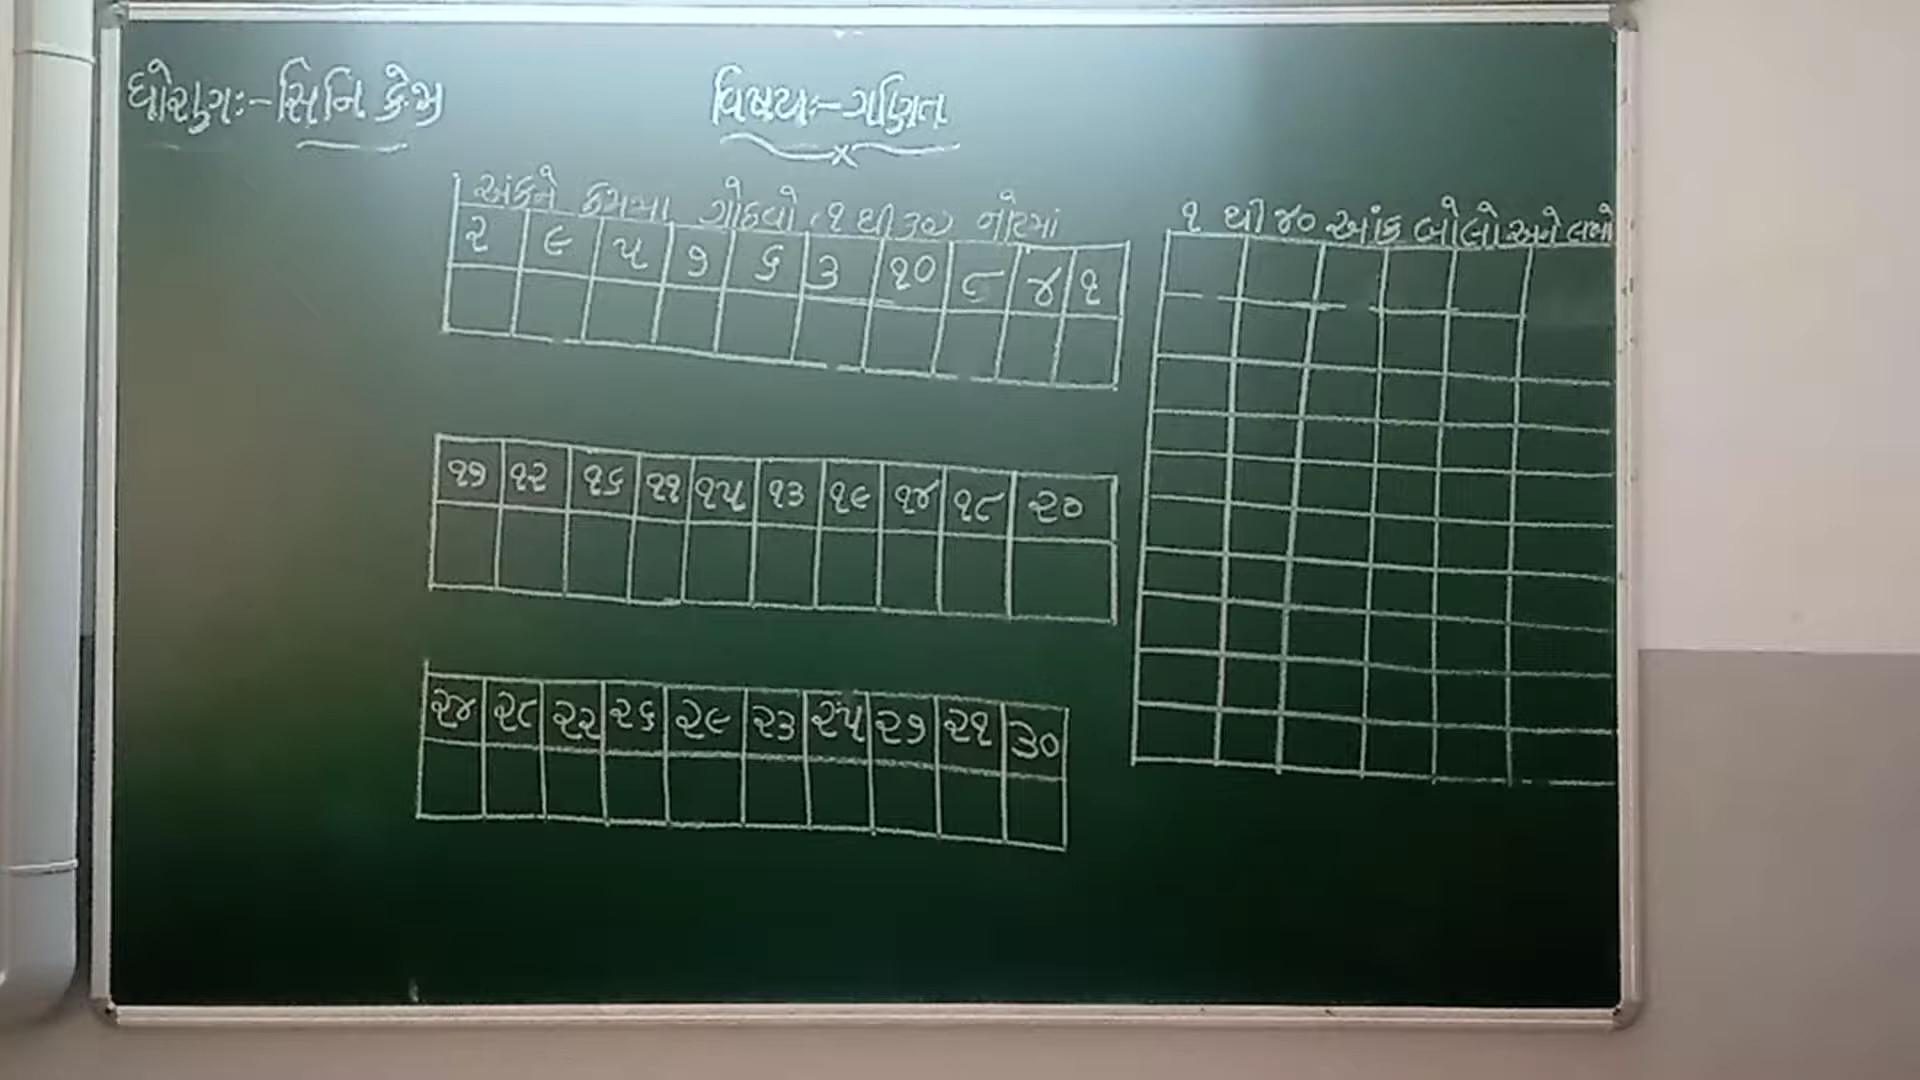 ધોરણ:- સિનિ કેજી
વિષય:- ગણિત
અંકને ક્રમમા ગોઠવો (૧ થી ૩૦) નોટમાં
૨ ૯ ૫ ૭ ૬ ૩ ૧૦ ૮ ૪ ૧
૧૭ ૧૨ ૧૬ ૧૧ ૧૫ ૧૩ ૧૯ ૧૪ ૧૮ ૨૦
૨૪ ૨૮ ૨૨ ૨૬ ૨૯ ૨૩ ૨૫ ૨૭ ૨૧ ૩૦
૧ થી ૪૦ આંક બોલો અને લખો